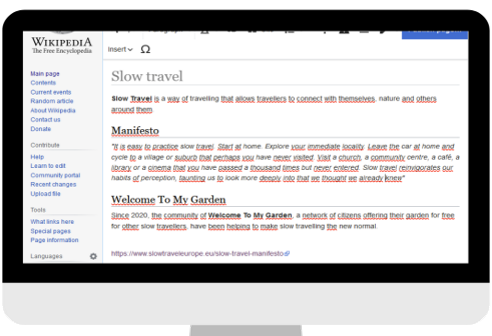 WIKIPEDIA
The Free Encyclopedia
Main page
Contents
Current events
Random article
About Wikipedia
Contact us
Donate
Contribute
Help
Learn to edit
Community portal
Recent changes
Upload file
Tools
What links here
Special pages
Page information
Languages
Insert Ω
Slow travel
Slow Travel is a way of travelling that allows travellers to connect with themselves, nature and others
around them.
Manifesto
"It is easy to practice slow travel. Start at home. Explore your immediate locality. Leave the car at home and
cycle to a village or suburb that perhaps you have never visited. Visit a church, a community centre, a café, a
library or a cinema that you have passed a thousand times but never entered. Slow travel reinvigorates our
habits of perception, taunting us to look more deeply into that we thought we already knew"
Welcome To My Garden
Since 2020, the community of Welcome To My Garden, a network of citizens offering their garden for free
for other slow travellers, have been helping to make slow travelling the new normal.
https://www.slowtraveleurope.eu/slow-travel-manifesto